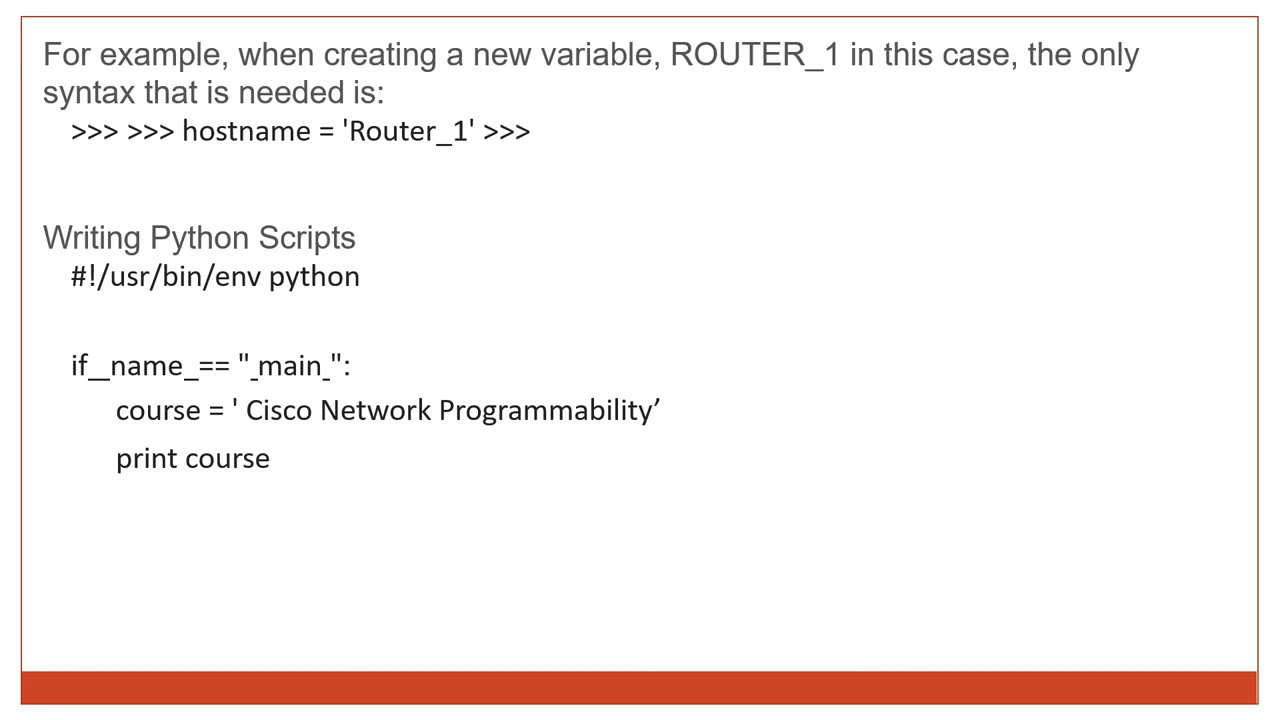 For example, when creating a new variable, ROUTER_1 in this case, the only
syntax that is needed is:
>>> >>> hostname = 'Router_1' >>>
Writing Python Scripts
#!/usr/bin/env python
if__name_== "_main_":
course = ' Cisco Network Programmability’
print course